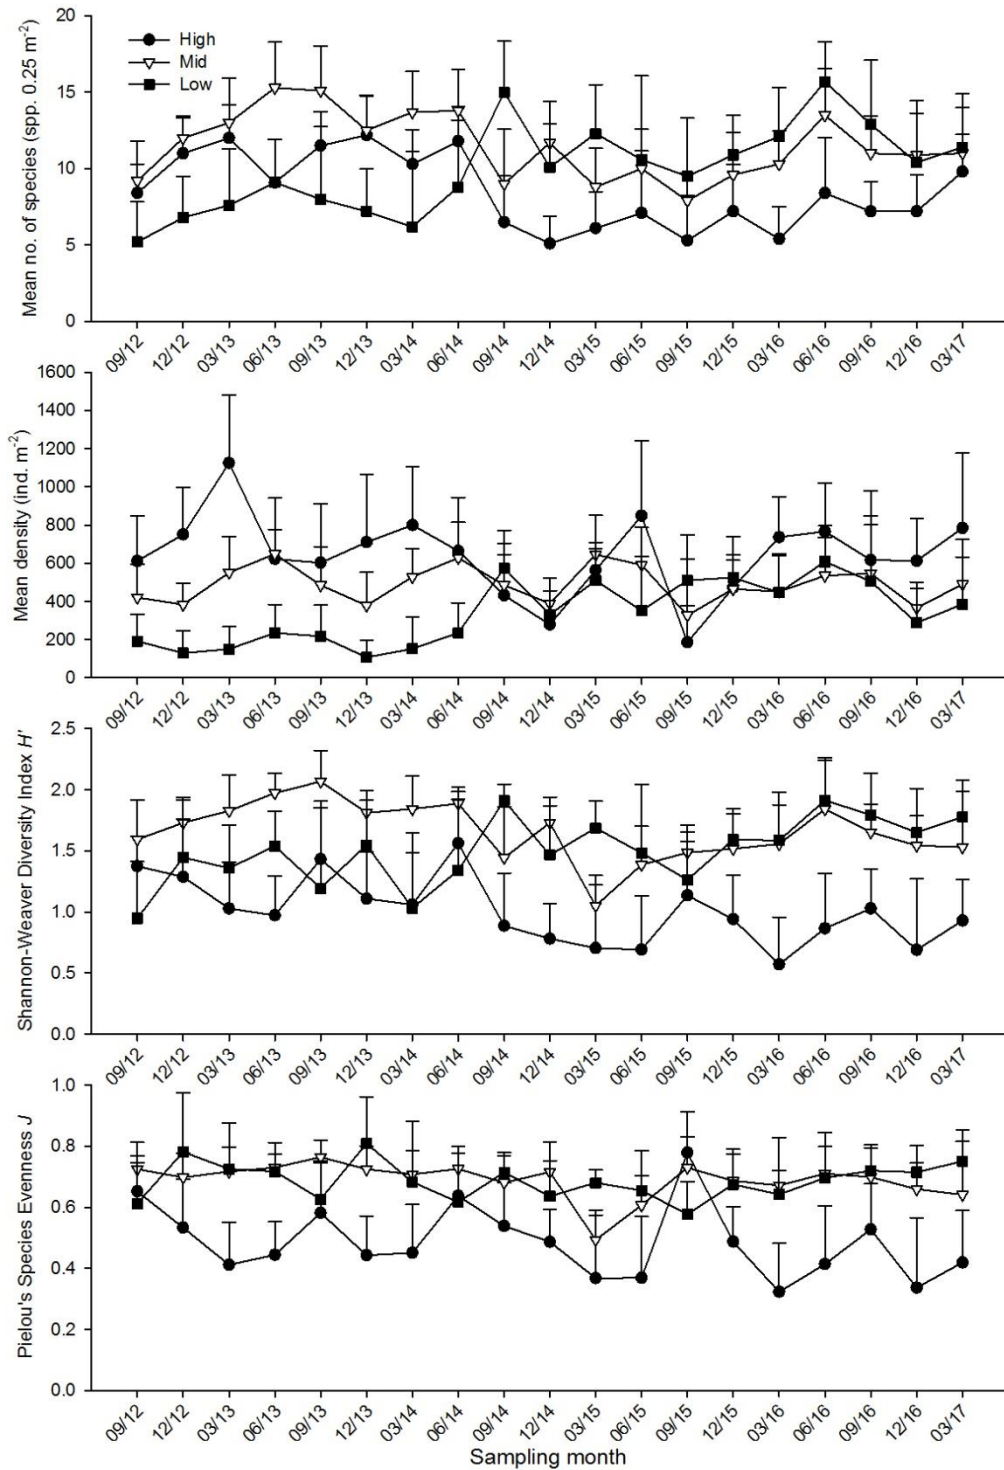 Mean no. of species (spp. 0.25 m⁻²)
20
15
10
5
0
High
Mid
Low
09/12 12/12 03/13 06/13 09/13 12/13 03/14 06/14 09/14 12/14 03/15 06/15 09/15 12/15 03/16 06/16 09/16 12/16 03/17
Mean density (ind. m⁻²)
1600
1400
1200
1000
800
600
400
200
0
09/12 12/12 03/13 06/13 09/13 12/13 03/14 06/14 09/14 12/14 03/15 06/15 09/15 12/15 03/16 06/16 09/16 12/16 03/17
Shannon-Weaver Diversity Index H'
2.5
2.0
1.5
1.0
0.5
0.0
09/12 12/12 03/13 06/13 09/13 12/13 03/14 06/14 09/14 12/14 03/15 06/15 09/15 12/15 03/16 06/16 09/16 12/16 03/17
Pielou's Species Evenness J
1.0
0.8
0.6
0.4
0.2
0.0
09/12 12/12 03/13 06/13 09/13 12/13 03/14 06/14 09/14 12/14 03/15 06/15 09/15 12/15 03/16 06/16 09/16 12/16 03/17
Sampling month